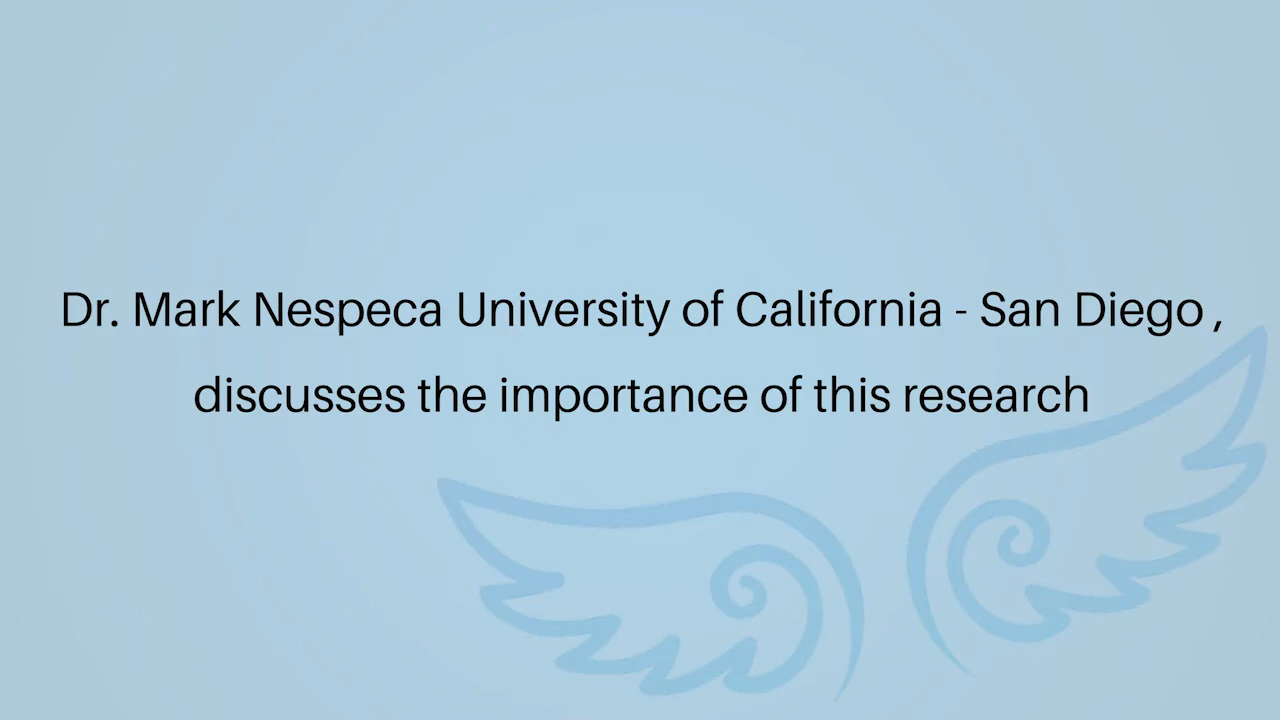 Dr. Mark Nespeca University of California - San Diego ,
discusses the importance of this research